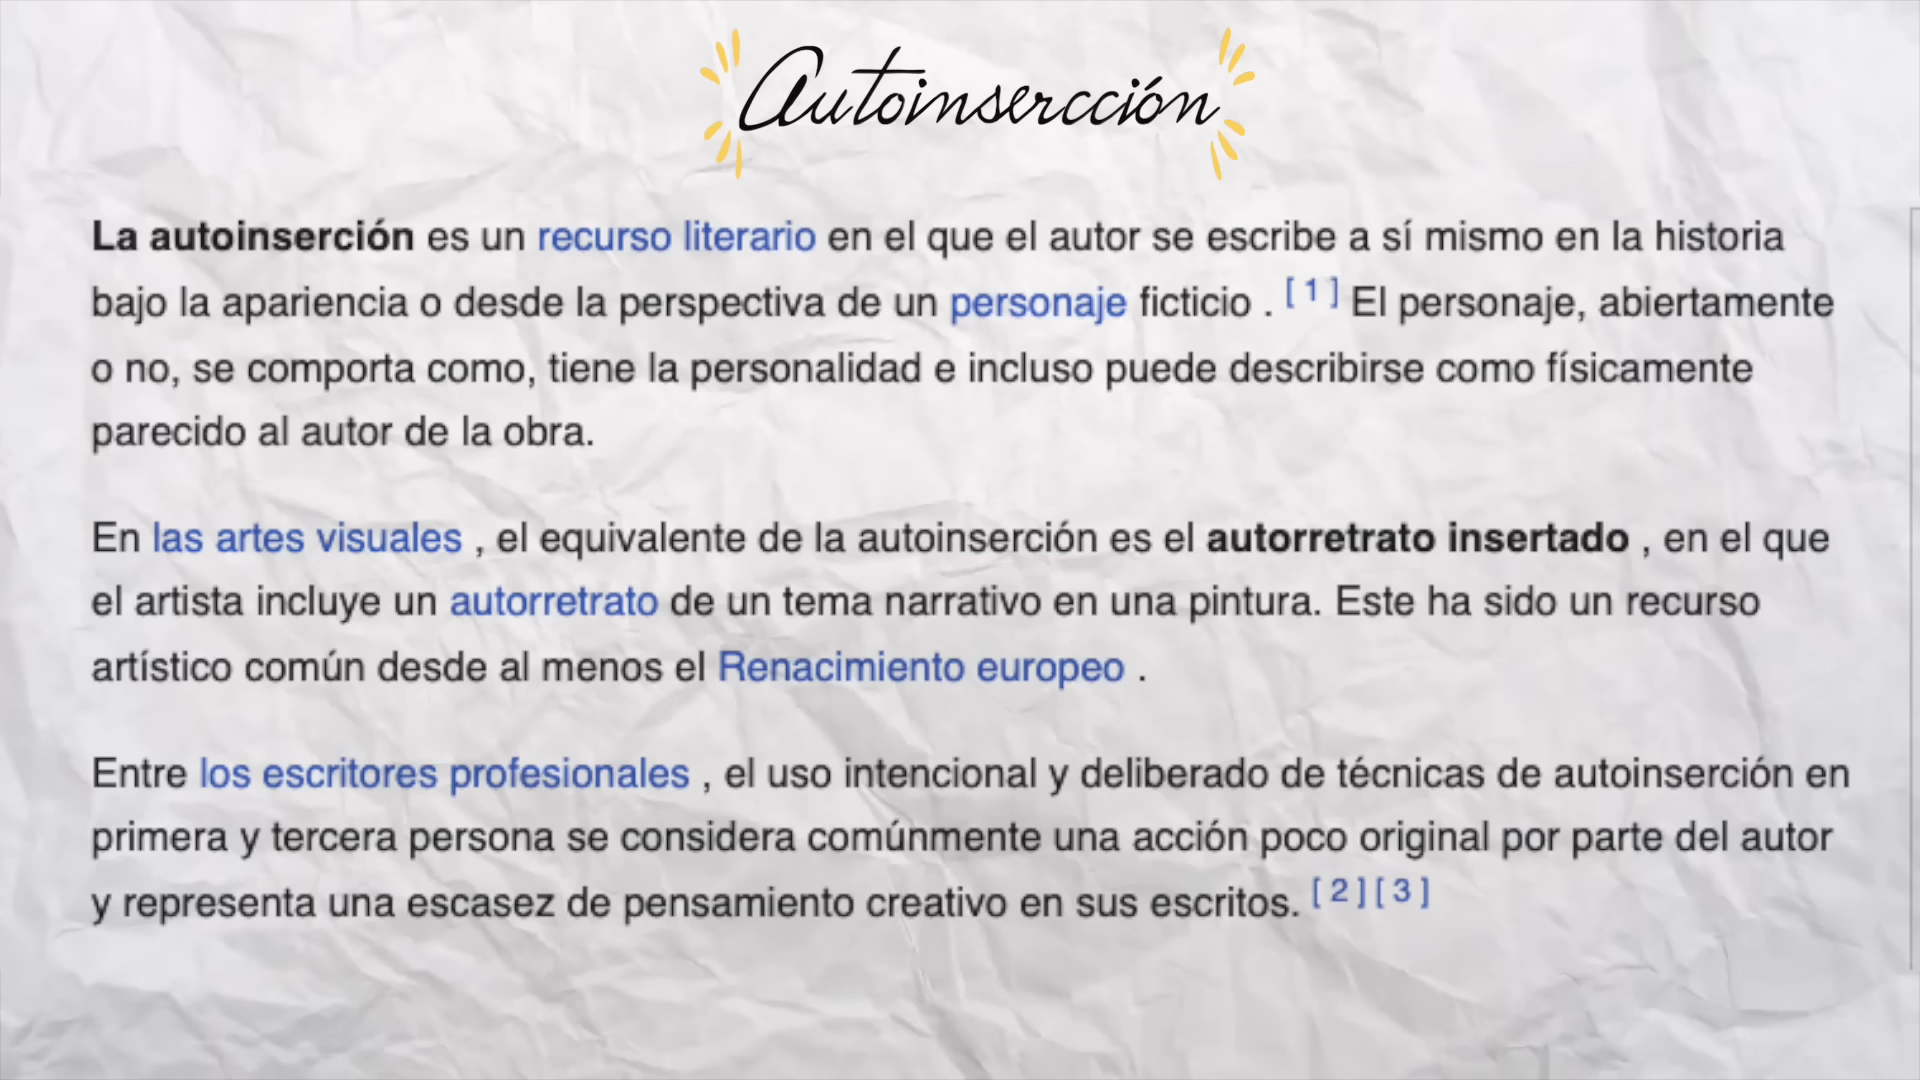 Autoinsercción
La autoinserción es un recurso literario en el que el autor se escribe a sí mismo en la historia
bajo la apariencia o desde la perspectiva de un personaje ficticio . [ 1 ] El personaje, abiertamente
o no, se comporta como, tiene la personalidad e incluso puede describirse como físicamente
parecido al autor de la obra.
En las artes visuales , el equivalente de la autoinserción es el autorretrato insertado , en el que
el artista incluye un autorretrato de un tema narrativo en una pintura. Este ha sido un recurso
artístico común desde al menos el Renacimiento europeo .
Entre los escritores profesionales , el uso intencional y deliberado de técnicas de autoinserción en
primera y tercera persona se considera comúnmente una acción poco original por parte del autor
y representa una escasez de pensamiento creativo en sus escritos. [ 2 ] [ 3 ]